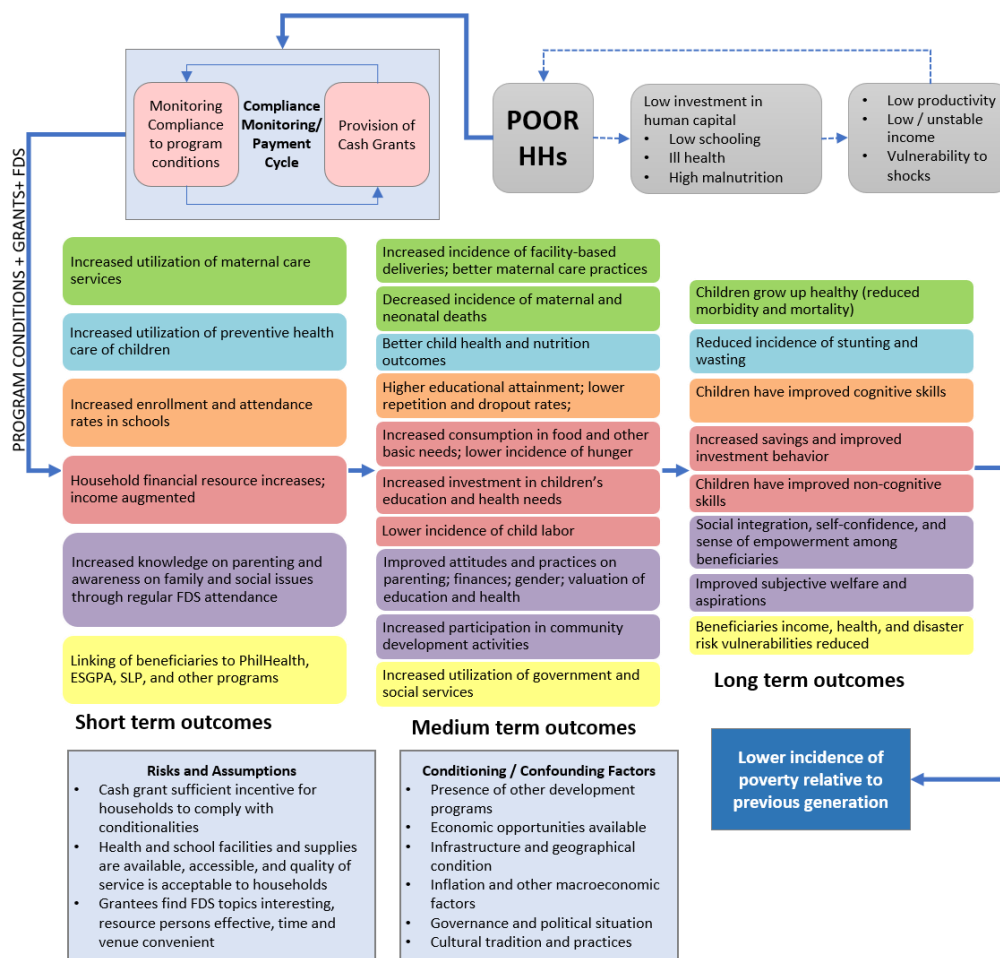 Monitoring
Compliance
to program
conditions
Compliance
Monitoring/
Payment
Cycle
Provision of
Cash Grants
POOR
HHs
Low investment in
human capital
• Low schooling
• Ill health
• High malnutrition
• Low productivity
• Low / unstable
income
• Vulnerability to
shocks
PROGRAM CONDITIONS + GRANTS+ FDS
Increased utilization of maternal care
services
Increased utilization of preventive health
care of children
Increased enrollment and attendance
rates in schools
Household financial resource increases;
income augmented
Increased knowledge on parenting and
awareness on family and social issues
through regular FDS attendance
Linking of beneficiaries to PhilHealth,
ESGPA, SLP, and other programs
Short term outcomes
Increased incidence of facility-based
deliveries; better maternal care practices
Decreased incidence of maternal and
neonatal deaths
Better child health and nutrition
outcomes
Higher educational attainment; lower
repetition and dropout rates;
Increased consumption in food and other
basic needs; lower incidence of hunger
Increased investment in children’s
education and health needs
Lower incidence of child labor
Improved attitudes and practices on
parenting; finances; gender; valuation of
education and health
Increased participation in community
development activities
Increased utilization of government and
social services
Medium term outcomes
Children grow up healthy (reduced
morbidity and mortality)
Reduced incidence of stunting and
wasting
Children have improved cognitive skills
Increased savings and improved
investment behavior
Children have improved non-cognitive
skills
Social integration, self-confidence, and
sense of empowerment among
beneficiaries
Improved subjective welfare and
aspirations
Beneficiaries income, health, and disaster
risk vulnerabilities reduced
Long term outcomes
Risks and Assumptions
• Cash grant sufficient incentive for
households to comply with
conditionalities
• Health and school facilities and supplies
are available, accessible, and quality of
service is acceptable to households
• Grantees find FDS topics interesting,
resource persons effective, time and
venue convenient
Conditioning / Confounding Factors
• Presence of other development
programs
• Economic opportunities available
• Infrastructure and geographical
condition
• Inflation and other macroeconomic
factors
• Governance and political situation
• Cultural tradition and practices
Lower incidence of
poverty relative to
previous generation